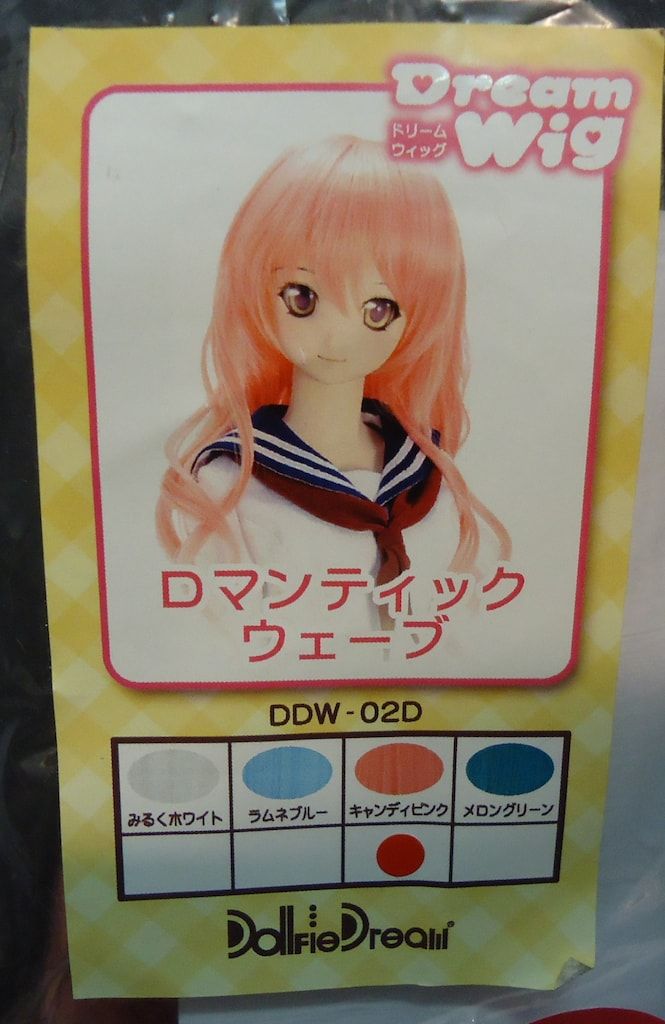 Dream
ドリーム
ウィッグ
Wig
Dマンティック
ウェーブ
DDW-02D
みるくホワイト ラムネブルー キャンディピンク メロングリーン
DollfieDream